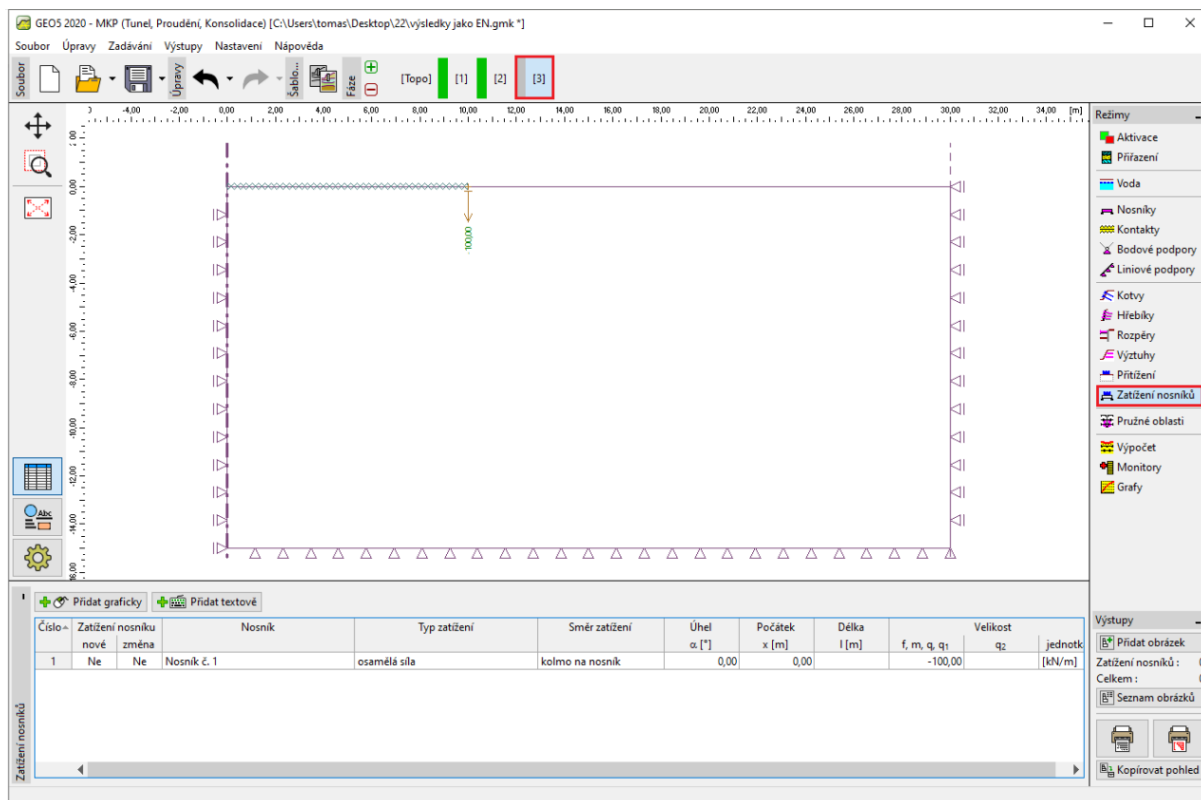 GEO5 2020 - MKP (Tunel, Proudění, Konsolidace) [C:\Users\tomas\Desktop\22\výsledky jako EN.gmk *]
Soubor Úpravy Zadávání Výstupy Nastavení Nápověda
Soubor
Úpravy
Šablo...
Fáze
[Topo] [1] [2] [3]
-4,00 -2,00 0,00 2,00 4,00 6,00 8,00 10,00 12,00 14,00 16,00 18,00 20,00 22,00 24,00 26,00 28,00 30,00 32,00 34,00 [m]
0,00
-2,00
-4,00
-6,00
-8,00
-10,00
-12,00
-14,00
16,00
-100,00
Abc
Režimy
Aktivace
Přiřazení
Voda
Nosníky
Kontakty
Bodové podpory
Liniové podpory
Kotvy
Hřebíky
Rozpěry
Výztuhy
Přitížení
Zatížení nosníků
Pružné oblasti
Výpočet
Monitory
Grafy
Přidat graficky Přidat textově
Číslo Zatížení nosníku Nosník Typ zatížení Směr zatížení Úhel Počátek Délka Velikost
nové změna α [°] x [m] l [m] f, m, q, q1 q2 jednotk
1 Ne Ne Nosník č. 1 osamělá síla kolmo na nosník 0,00 0,00 -100,00 [kN/m]
Zatížení nosníků
Výstupy
Přidat obrázek
Zatížení nosníků :
Celkem :
Seznam obrázků
Kopírovat pohled